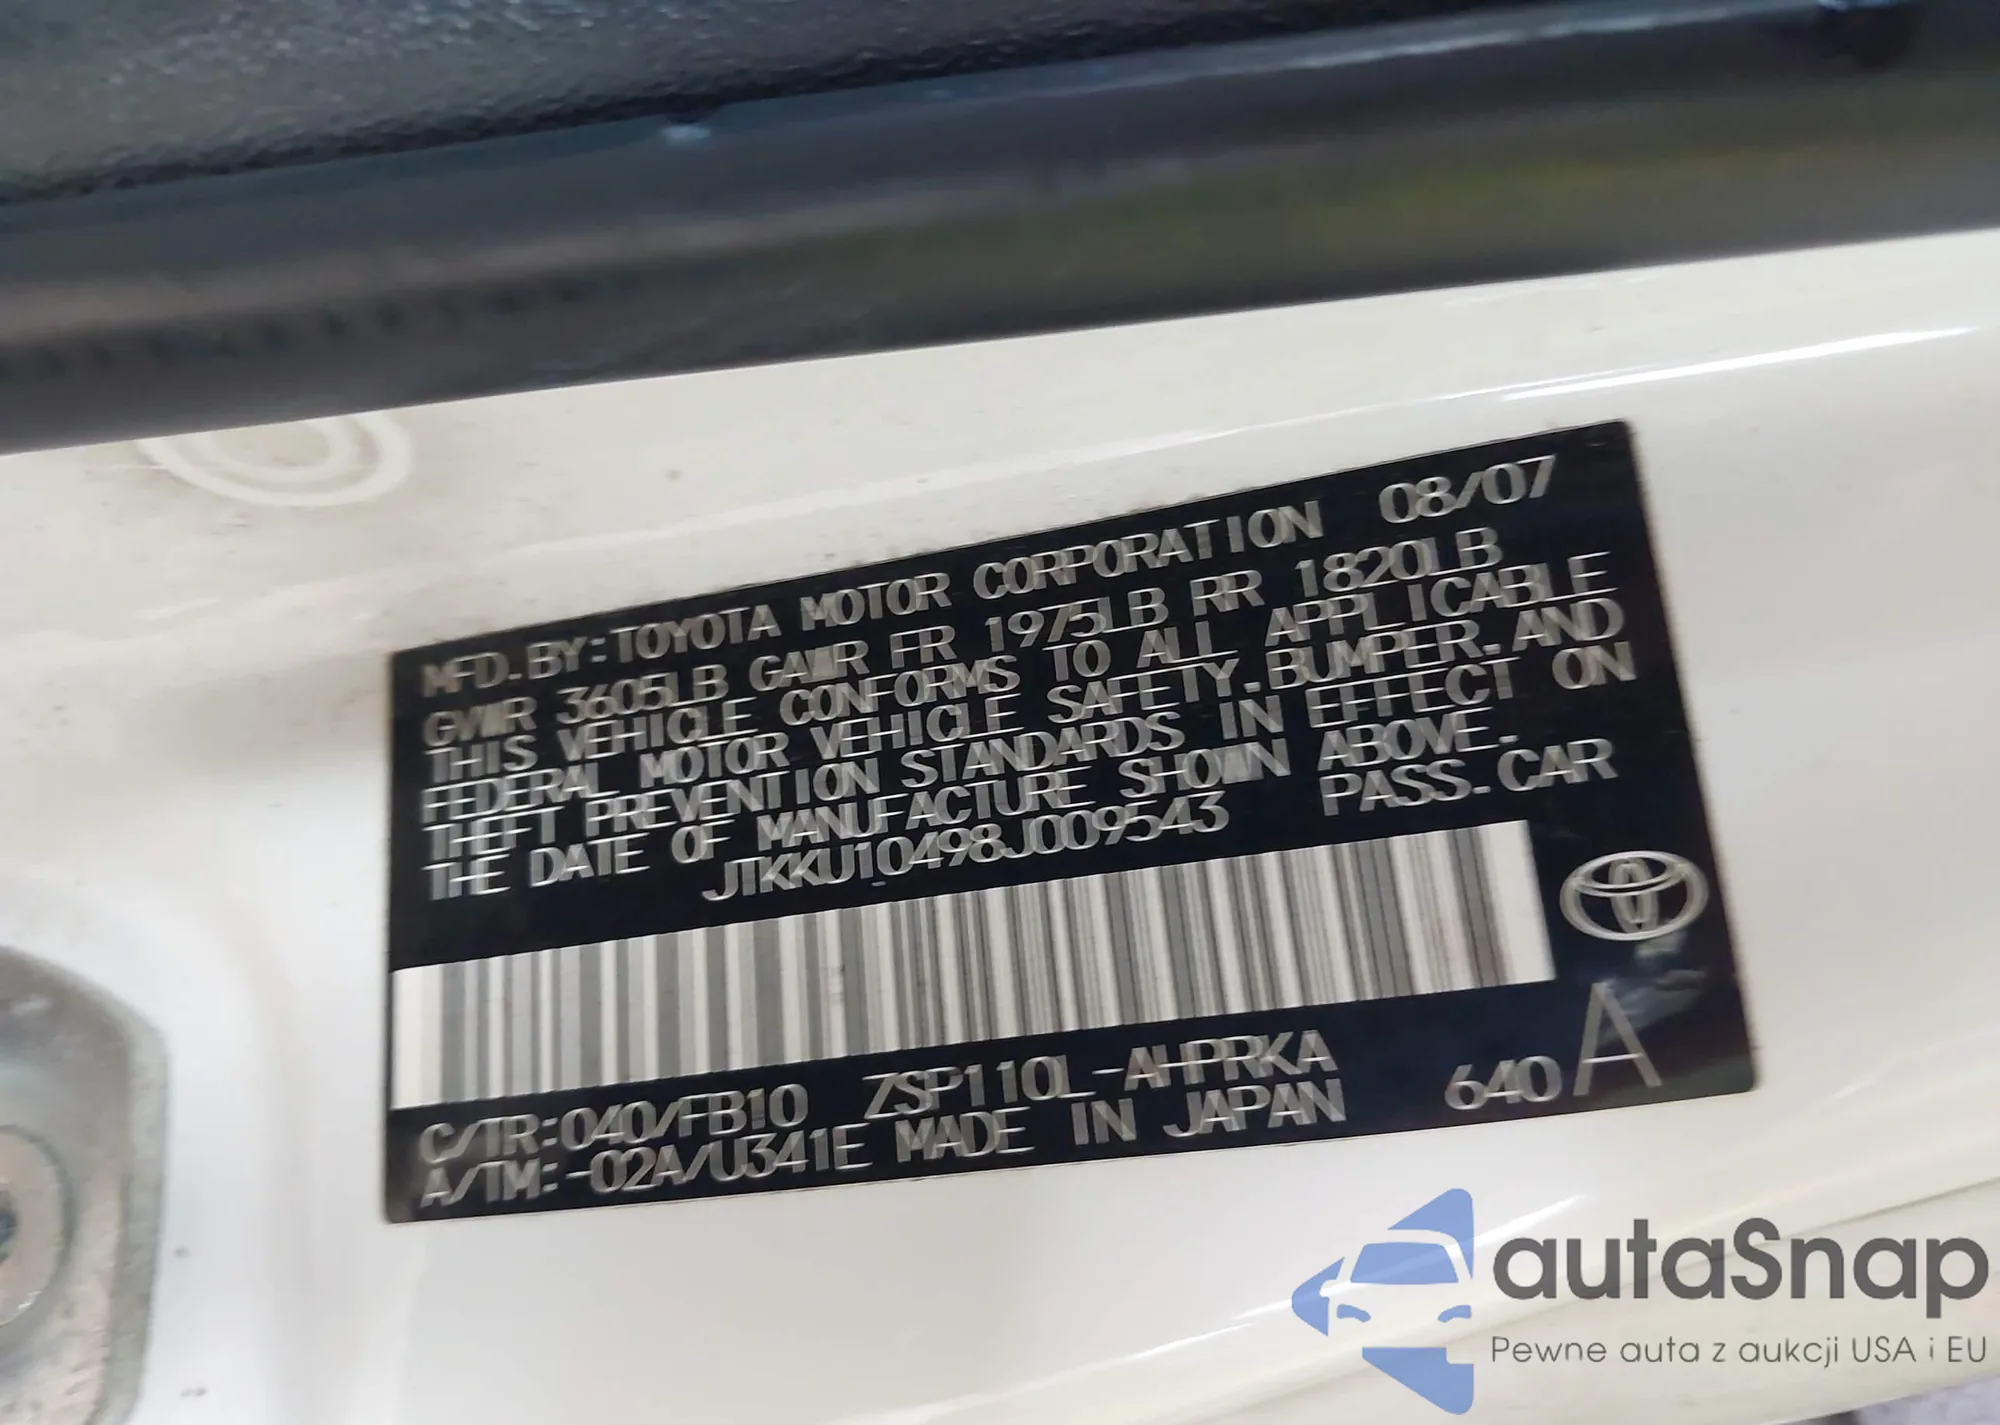 MFD.BY:TOYOTA MOTOR CORPORATION 08/07
GVWR 3605LB GAWR FR 1975LB RR 1820LB
THIS VEHICLE CONFORMS TO ALL APPLICABLE
FEDERAL MOTOR VEHICLE SAFETY.BUMPER.AND
THEFT PREVENTION STANDARDS IN EFFECT ON
THE DATE OF MANUFACTURE SHOWN ABOVE.
JTKKU10498J009543 PASS.CAR
C/TR:040/FB10 ZSP110L-AHPRKA
A/TM:-02A/U341E MADE IN JAPAN 640 A
autaSnap
Pewne auta z aukcji USA i EU